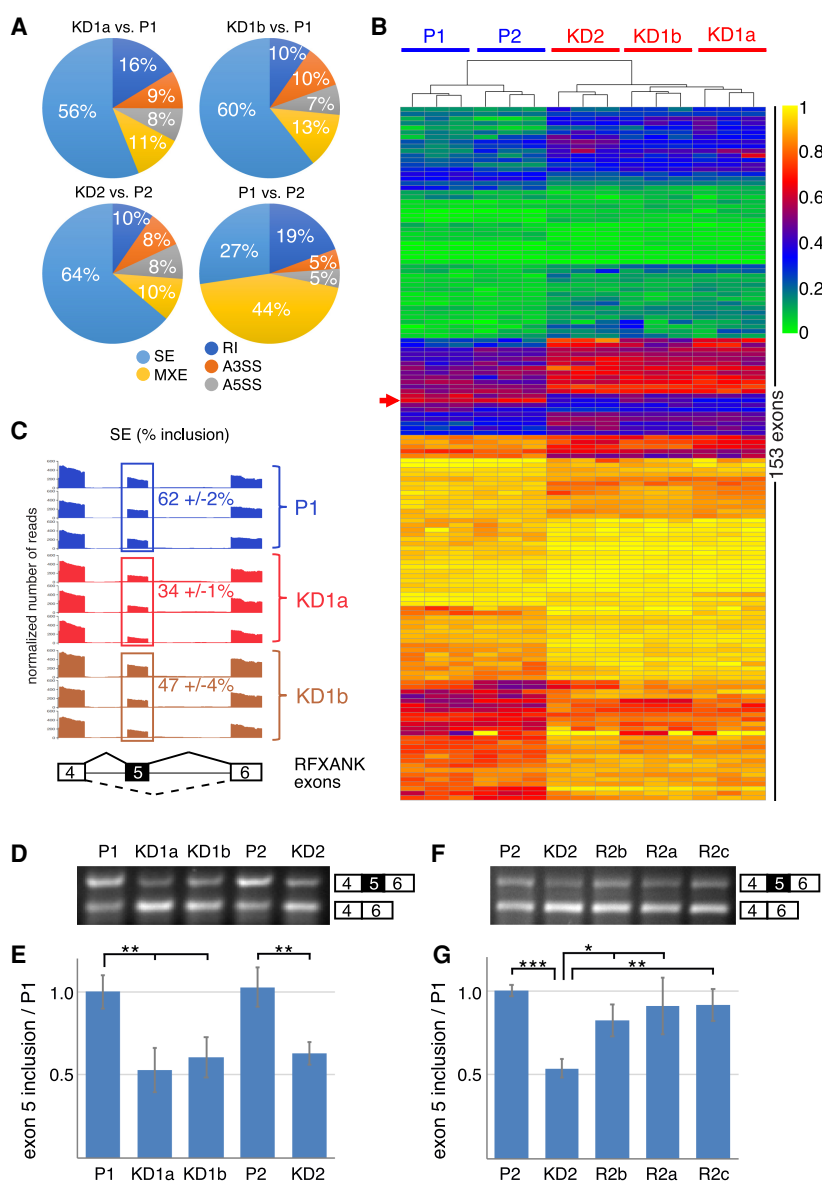 A
KD1a vs. P1
KD1b vs. P1
16%
9%
8%
11%
56%
10%
10%
7%
13%
60%
KD2 vs. P2
P1 vs. P2
10%
8%
8%
10%
64%
19%
5%
5%
44%
27%
SE
MXE
RI
A3SS
A5SS
B
P1 P2 KD2 KD1b KD1a
1
0.8
0.6
0.4
0.2
0
153 exons
C
SE (% inclusion)
normalized number of reads
62 +/-2%
P1
34 +/-1%
KD1a
47 +/-4%
KD1b
4 5 6
RFXANK
exons
D
P1 KD1a KD1b P2 KD2
4 5 6
4 6
E
exon 5 inclusion / P1
1.0
0.5
** **
P1 KD1a KD1b P2 KD2
F
P2 KD2 R2b R2a R2c
4 5 6
4 6
G
exon 5 inclusion / P1
1.0
0.5
*** * **
P2 KD2 R2b R2a R2c